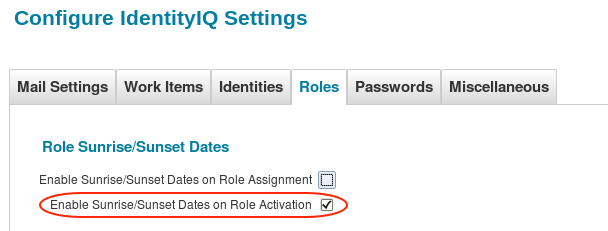 Configure IdentityIQ Settings
Mail Settings Work Items Identities Roles Passwords Miscellaneous
Role Sunrise/Sunset Dates
Enable Sunrise/Sunset Dates on Role Assignment
Enable Sunrise/Sunset Dates on Role Activation